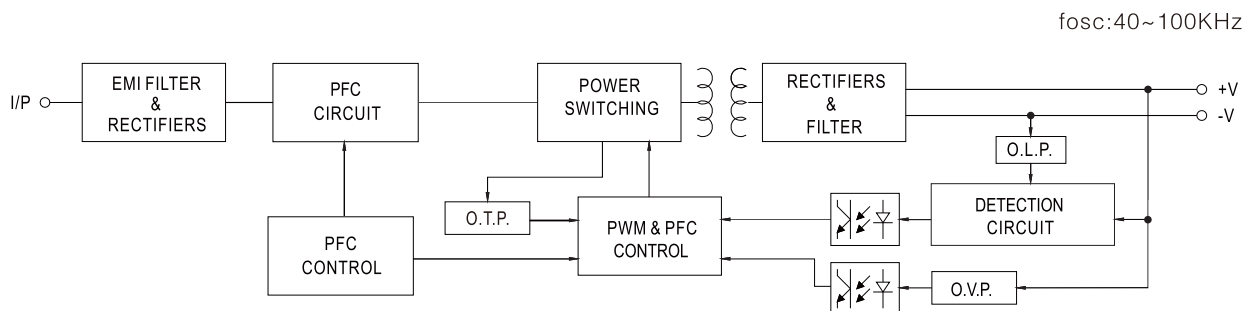 fosc:40~100KHz
I/P
EMI FILTER
&
RECTIFIERS
PFC
CIRCUIT
POWER
SWITCHING
RECTIFIERS
&
FILTER
+V
-V
O.L.P.
O.T.P.
PFC
CONTROL
PWM & PFC
CONTROL
DETECTION
CIRCUIT
O.V.P.